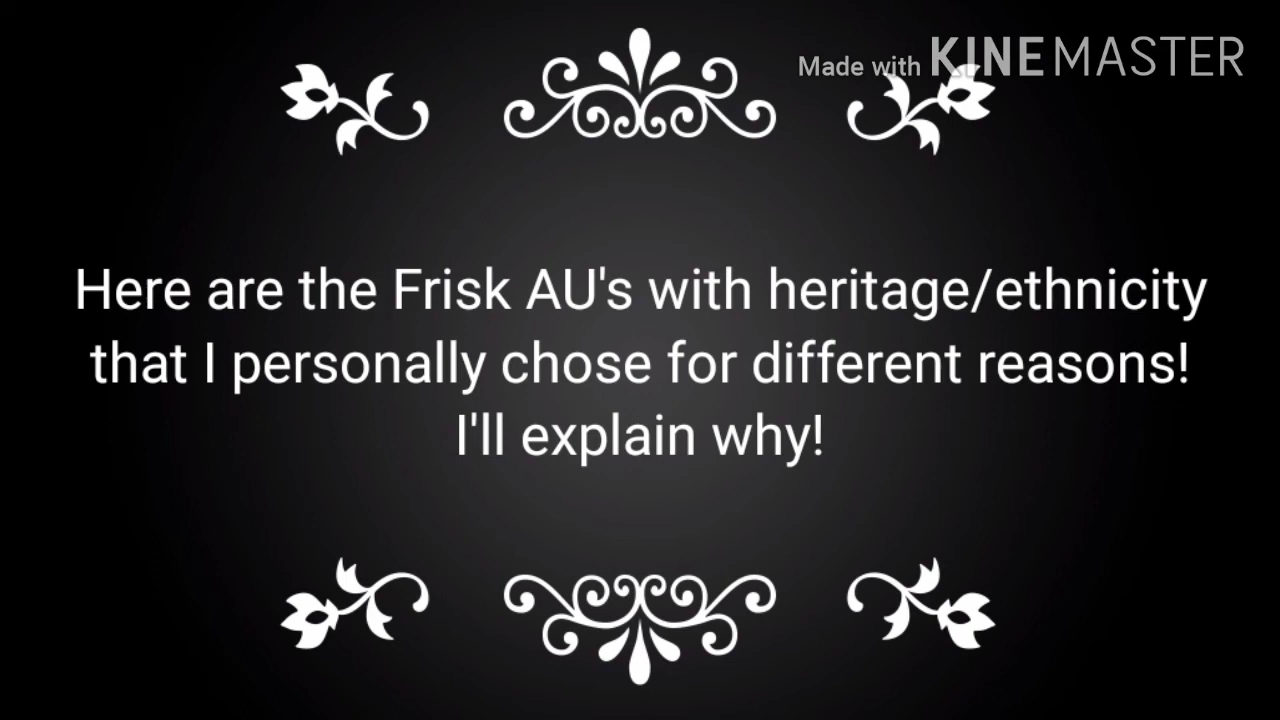 Made with KINEMASTER
Here are the Frisk AU's with heritage/ethnicity
that I personally chose for different reasons!
I'll explain why!